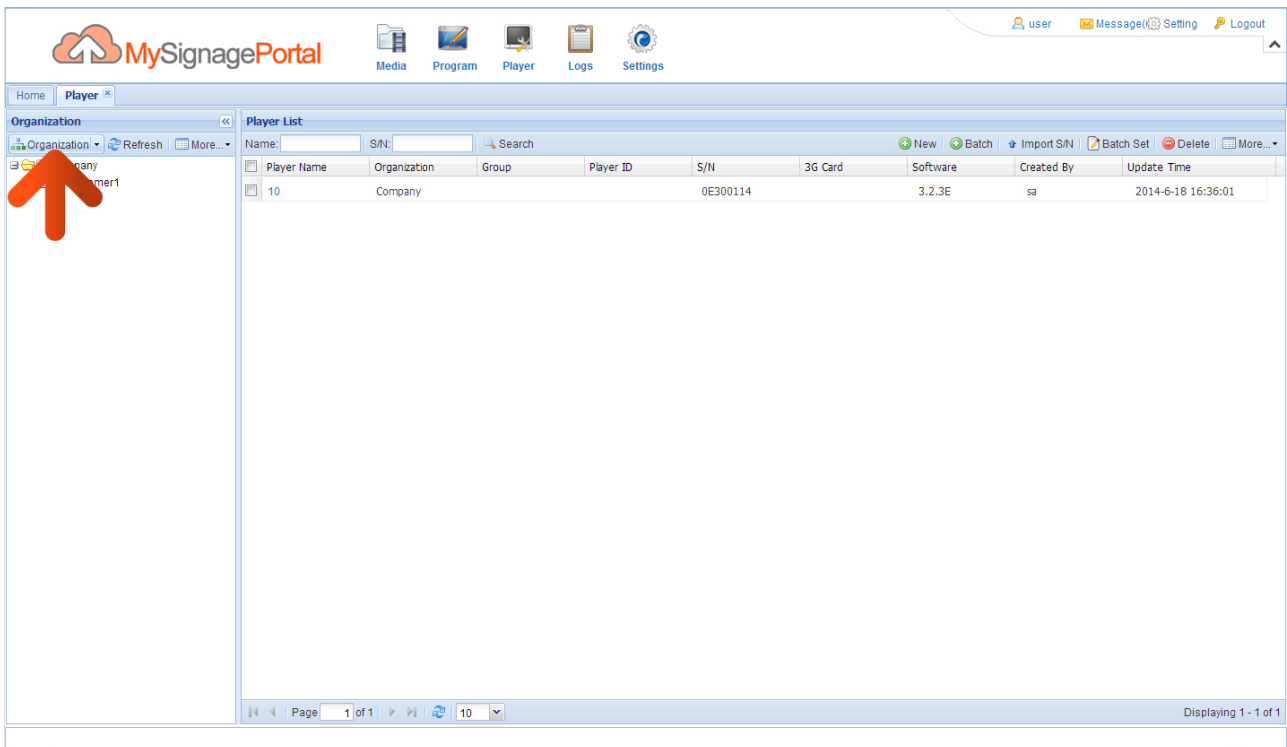 user Message( Setting Logout
MySignagePortal
Media Program Player Logs Settings
Home Player
Organization
Organization Refresh More...
mer1
Player List
Name: S/N: Search New Batch Import S/N Batch Set Delete More...
Player Name Organization Group Player ID S/N 3G Card Software Created By Update Time
10 Company 0E300114 3.2.3E sa 2014-6-18 16:36:01
Page 1 of 1 10 Displaying 1 - 1 of 1